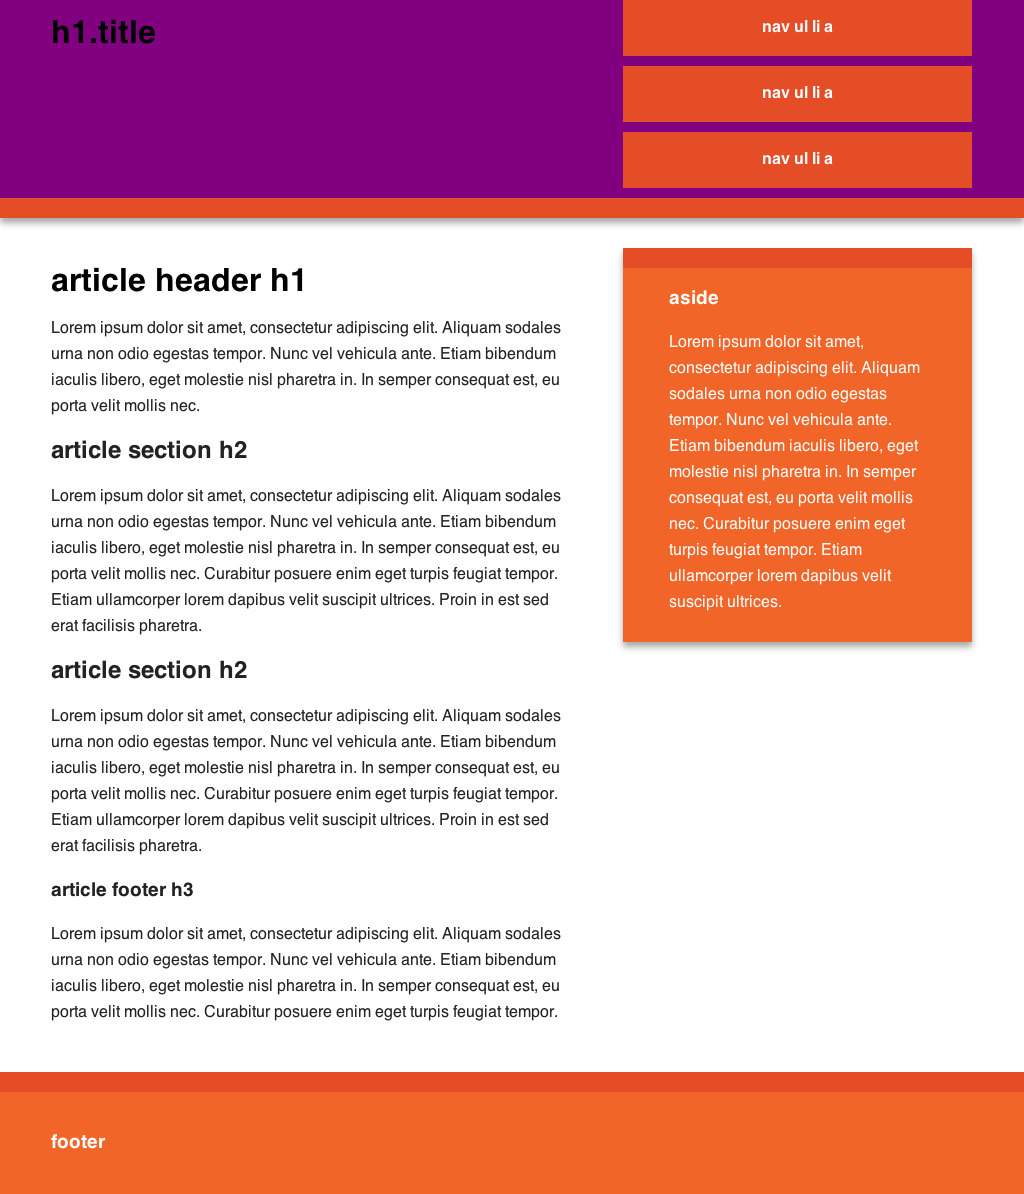 h1.title
nav ul li a
nav ul li a
nav ul li a
article header h1
Lorem ipsum dolor sit amet, consectetur adipiscing elit. Aliquam sodales
urna non odio egestas tempor. Nunc vel vehicula ante. Etiam bibendum
iaculis libero, eget molestie nisl pharetra in. In semper consequat est, eu
porta velit mollis nec.
article section h2
Lorem ipsum dolor sit amet, consectetur adipiscing elit. Aliquam sodales
urna non odio egestas tempor. Nunc vel vehicula ante. Etiam bibendum
iaculis libero, eget molestie nisl pharetra in. In semper consequat est, eu
porta velit mollis nec. Curabitur posuere enim eget turpis feugiat tempor.
Etiam ullamcorper lorem dapibus velit suscipit ultrices. Proin in est sed
erat facilisis pharetra.
article section h2
Lorem ipsum dolor sit amet, consectetur adipiscing elit. Aliquam sodales
urna non odio egestas tempor. Nunc vel vehicula ante. Etiam bibendum
iaculis libero, eget molestie nisl pharetra in. In semper consequat est, eu
porta velit mollis nec. Curabitur posuere enim eget turpis feugiat tempor.
Etiam ullamcorper lorem dapibus velit suscipit ultrices. Proin in est sed
erat facilisis pharetra.
article footer h3
Lorem ipsum dolor sit amet, consectetur adipiscing elit. Aliquam sodales
urna non odio egestas tempor. Nunc vel vehicula ante. Etiam bibendum
iaculis libero, eget molestie nisl pharetra in. In semper consequat est, eu
porta velit mollis nec. Curabitur posuere enim eget turpis feugiat tempor.
aside
Lorem ipsum dolor sit amet,
consectetur adipiscing elit. Aliquam
sodales urna non odio egestas
tempor. Nunc vel vehicula ante.
Etiam bibendum iaculis libero, eget
molestie nisl pharetra in. In semper
consequat est, eu porta velit mollis
nec. Curabitur posuere enim eget
turpis feugiat tempor. Etiam
ullamcorper lorem dapibus velit
suscipit ultrices.
footer